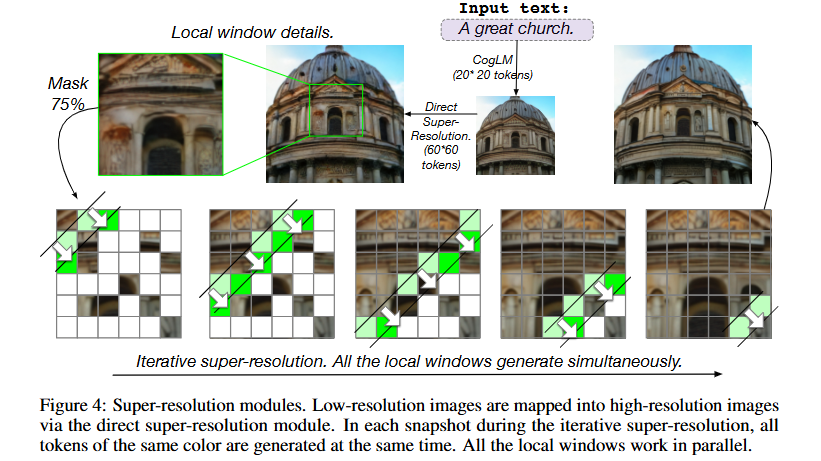 Input text:
A great church.
Local window details.
CogLM
(20* 20 tokens)
Mask
75%
Direct
Super-
Resolution.
(60*60
tokens)
Iterative super-resolution. All the local windows generate simultaneously.
Figure 4: Super-resolution modules. Low-resolution images are mapped into high-resolution images
via the direct super-resolution module. In each snapshot during the iterative super-resolution, all
tokens of the same color are generated at the same time. All the local windows work in parallel.